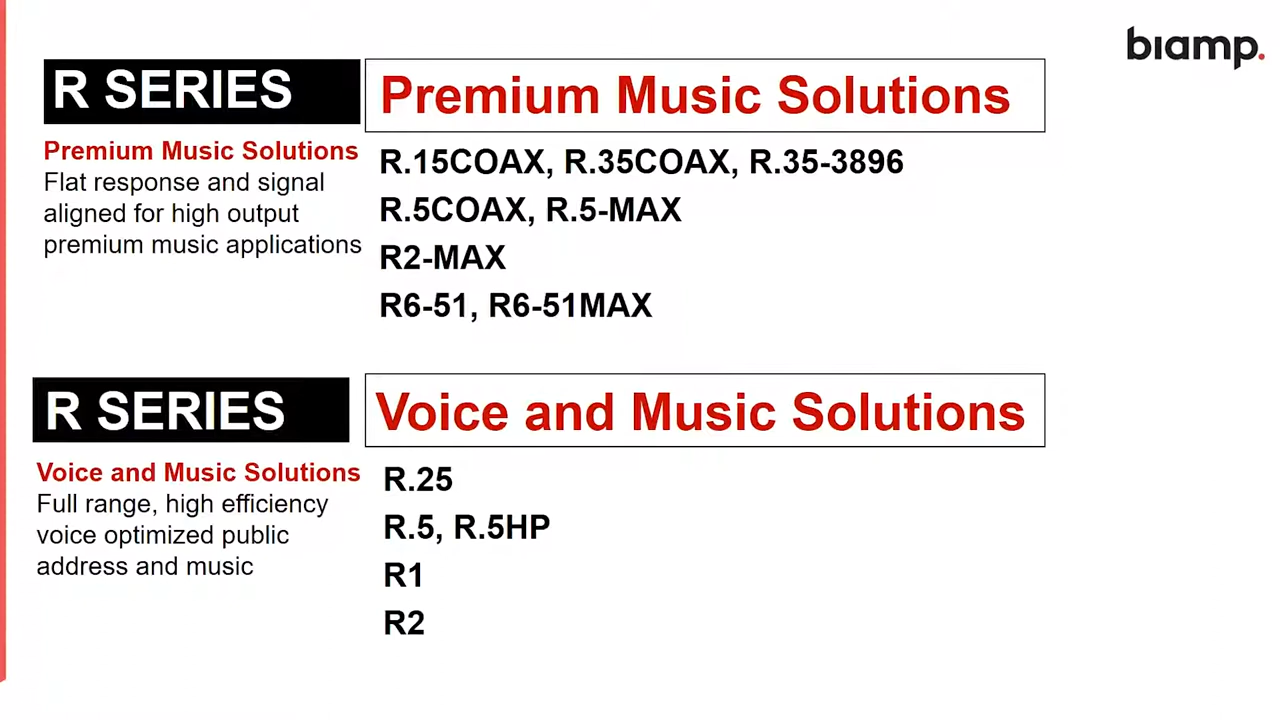 biamp.
R SERIES
Premium Music Solutions
Premium Music Solutions
Flat response and signal
aligned for high output
premium music applications
R.15COAX, R.35COAX, R.35-3896
R.5COAX, R.5-MAX
R2-MAX
R6-51, R6-51MAX
R SERIES
Voice and Music Solutions
Voice and Music Solutions
Full range, high efficiency
voice optimized public
address and music
R.25
R.5, R.5HP
R1
R2